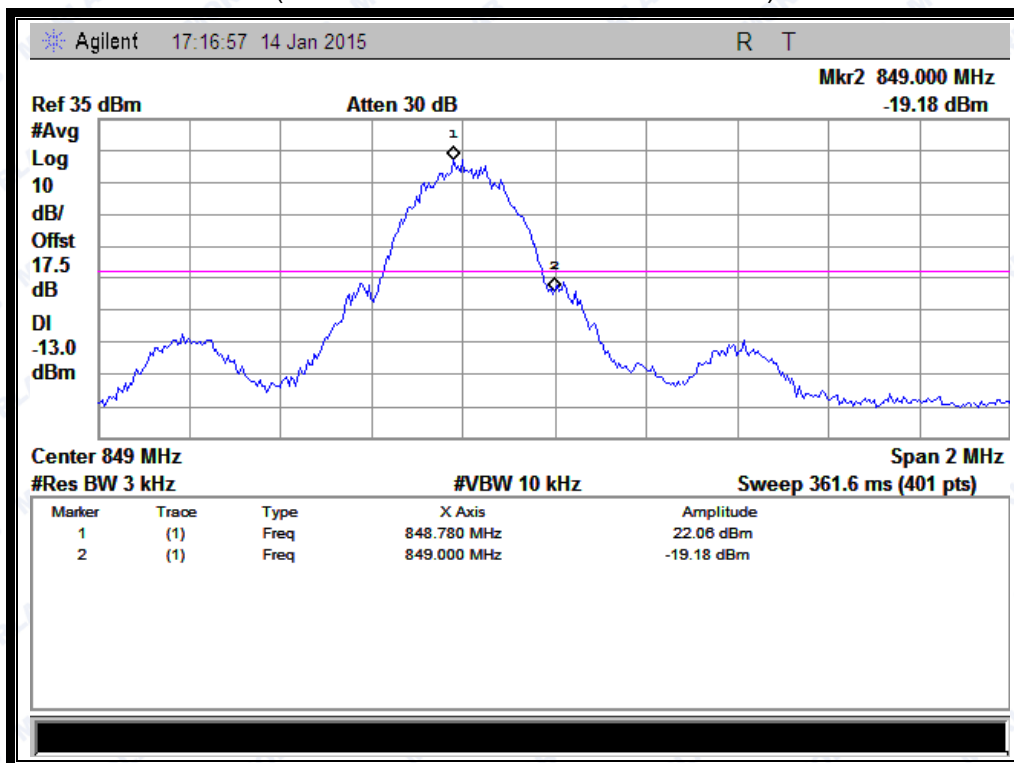 Agilent 17:16:57 14 Jan 2015 R T
Mkr2 849.000 MHz
Ref 35 dBm Atten 30 dB -19.18 dBm
#Avg
Log
10
dB/
Offst
17.5
dB
DI
-13.0
dBm
1
2
Center 849 MHz Span 2 MHz
#Res BW 3 kHz #VBW 10 kHz Sweep 361.6 ms (401 pts)
Marker Trace Type X Axis Amplitude
1 (1) Freq 848.780 MHz 22.06 dBm
2 (1) Freq 849.000 MHz -19.18 dBm